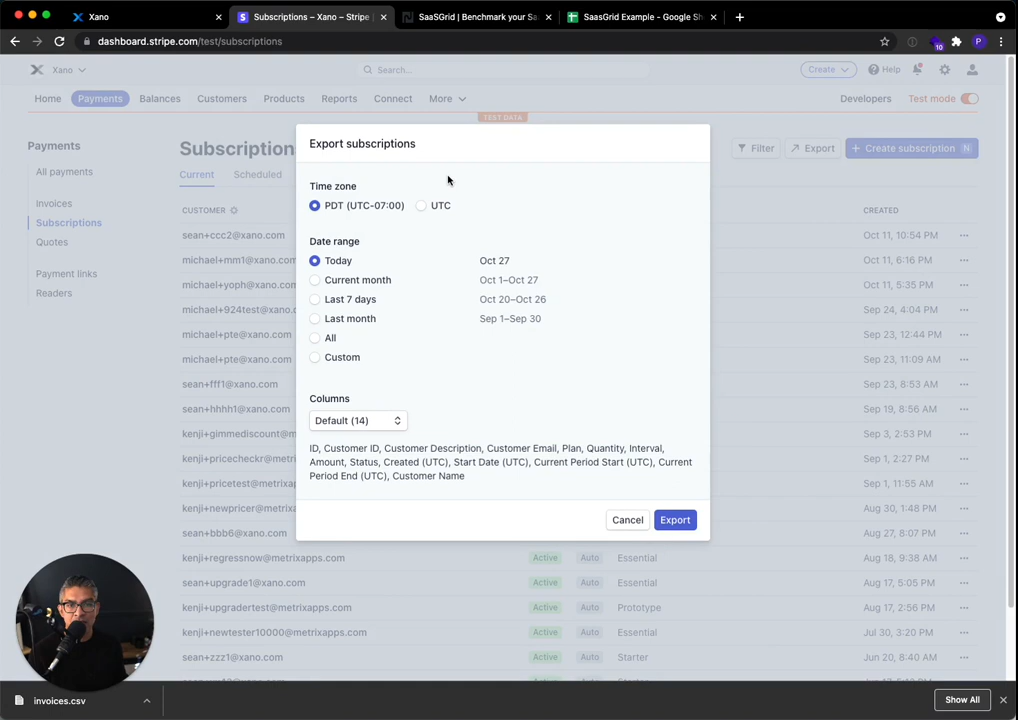 Xano
Subscriptions – Xano – Stripe
SaaSGrid | Benchmark your Sa
SaasGrid Example - Google Sh
dashboard.stripe.com/test/subscriptions
10
P
Xano
Search...
Create
Help
Home
Payments
Balances
Customers
Products
Reports
Connect
More
Developers
Test mode
TEST DATA
Payments
All payments
Invoices
Subscriptions
Quotes
Payment links
Readers
Subscription
Filter
Export
+ Create subscription N
Current
Scheduled
CUSTOMER
CREATED
sean+ccc2@xano.com
Oct 11, 10:54 PM
michael+mm1@xano.com
Oct 11, 6:16 PM
michael+yoph@xano.com
Oct 11, 5:35 PM
michael+924test@xano.com
Sep 24, 4:04 PM
michael+pte@xano.com
Sep 23, 12:44 PM
michael+pte@xano.com
Sep 23, 11:09 AM
sean+fff1@xano.com
Sep 23, 8:53 AM
sean+hhhh1@xano.com
Sep 19, 8:56 AM
kenji+gimmediscount@m
Sep 3, 2:53 PM
kenji+pricecheckr@metri
Sep 1, 2:27 PM
kenji+pricetest@metrixa
Sep 1, 11:55 AM
kenji+newpricer@metrix
Aug 30, 1:48 PM
sean+bbb6@xano.com
Aug 27, 8:07 PM
kenji+regressnow@metrixapps.com
Active
Auto
Essential
Aug 18, 9:38 AM
sean+upgrade1@xano.com
Active
Auto
Essential
Aug 17, 5:05 PM
kenji+upgradertest@metrixapps.com
Active
Auto
Prototype
Aug 17, 2:56 PM
kenji+newtester10000@metrixapps.com
Active
Auto
Essential
Jul 30, 3:20 PM
sean+zzz1@xano.com
Active
Auto
Starter
Jun 20, 8:40 AM
Export subscriptions
Time zone
PDT (UTC-07:00)
UTC
Date range
Today
Oct 27
Current month
Oct 1–Oct 27
Last 7 days
Oct 20–Oct 26
Last month
Sep 1–Sep 30
All
Custom
Columns
Default (14)
ID, Customer ID, Customer Description, Customer Email, Plan, Quantity, Interval,
Amount, Status, Created (UTC), Start Date (UTC), Current Period Start (UTC), Current
Period End (UTC), Customer Name
Cancel
Export
invoices.csv
Show All